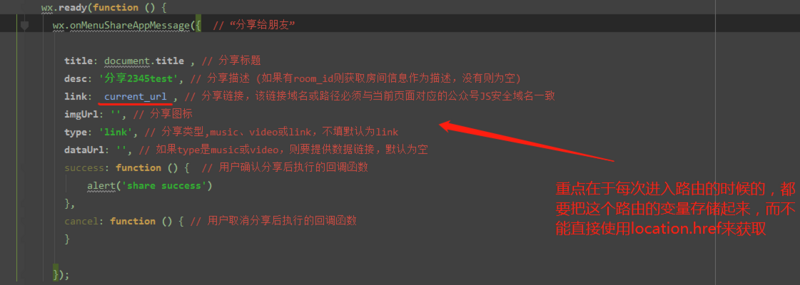 wx.ready(function () {
wx.onMenuShareAppMessage({  // “分享给朋友”
title: document.title , // 分享标题
desc: '分享2345test', // 分享描述 (如果有room_id则获取房间信息作为描述，没有则为空)
link:  current_url , // 分享链接，该链接域名或路径必须与当前页面对应的公众号JS安全域名一致
imgUrl: '', // 分享图标
type: 'link', // 分享类型,music、video或link，不填默认为link
dataUrl: '', // 如果type是music或video，则要提供数据链接，默认为空
success: function () {  // 用户确认分享后执行的回调函数
alert('share success')
},
cancel: function () { // 用户取消分享后执行的回调函数
}
});
重点在于每次进入路由的时候的，都
要把这个路由的变量存储起来，而不
能直接使用location.href来获取